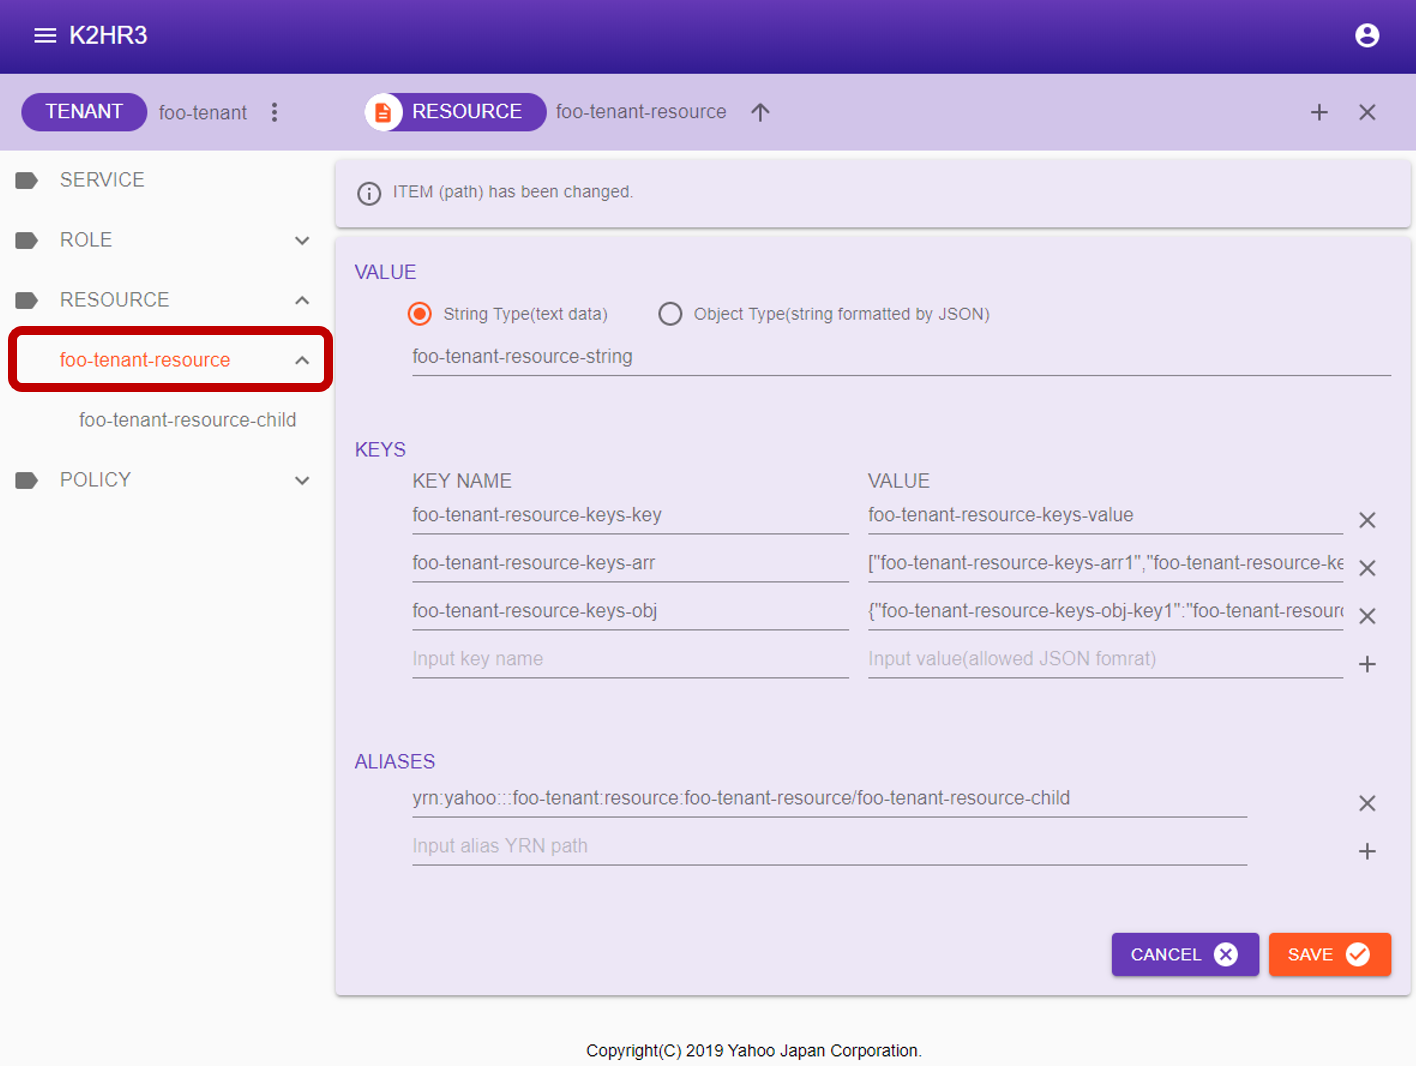 K2HR3
TENANT foo-tenant
RESOURCE foo-tenant-resource
SERVICE
ROLE
RESOURCE
foo-tenant-resource
foo-tenant-resource-child
POLICY
ITEM (path) has been changed.
VALUE
String Type(text data) Object Type(string formatted by JSON)
foo-tenant-resource-string
KEYS
KEY NAME VALUE
foo-tenant-resource-keys-key foo-tenant-resource-keys-value
foo-tenant-resource-keys-arr ["foo-tenant-resource-keys-arr1","foo-tenant-resource-ke
foo-tenant-resource-keys-obj {"foo-tenant-resource-keys-obj-key1":"foo-tenant-resourc
Input key name Input value(allowed JSON fomrat)
ALIASES
yrn:yahoo:::foo-tenant:resource:foo-tenant-resource/foo-tenant-resource-child
Input alias YRN path
CANCEL SAVE
Copyright(C) 2019 Yahoo Japan Corporation.